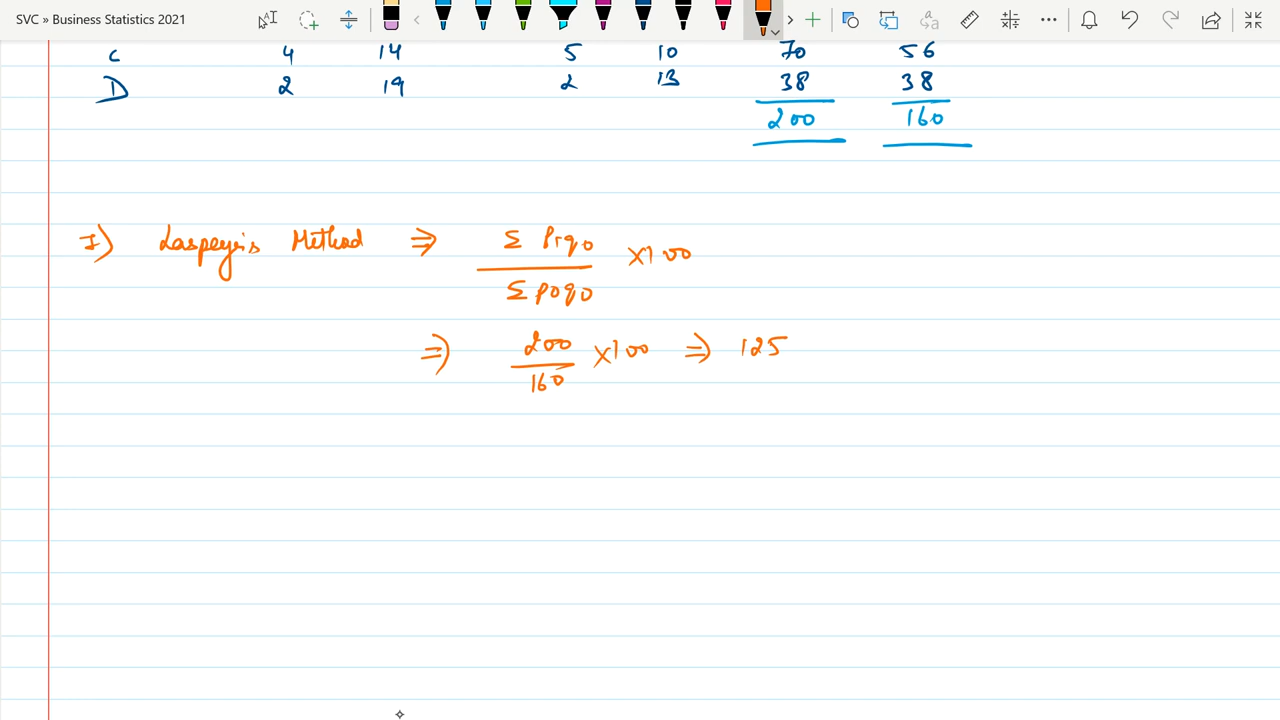 SVC » Business Statistics 2021
C 4 14 5 10 70 56
D 2 19 2 13 38 38
200 160
I) Laspeyeis Method ⇒ Σ P1q0 / Σ p0q0 ×100
⇒ 200/160 ×100 ⇒ 125